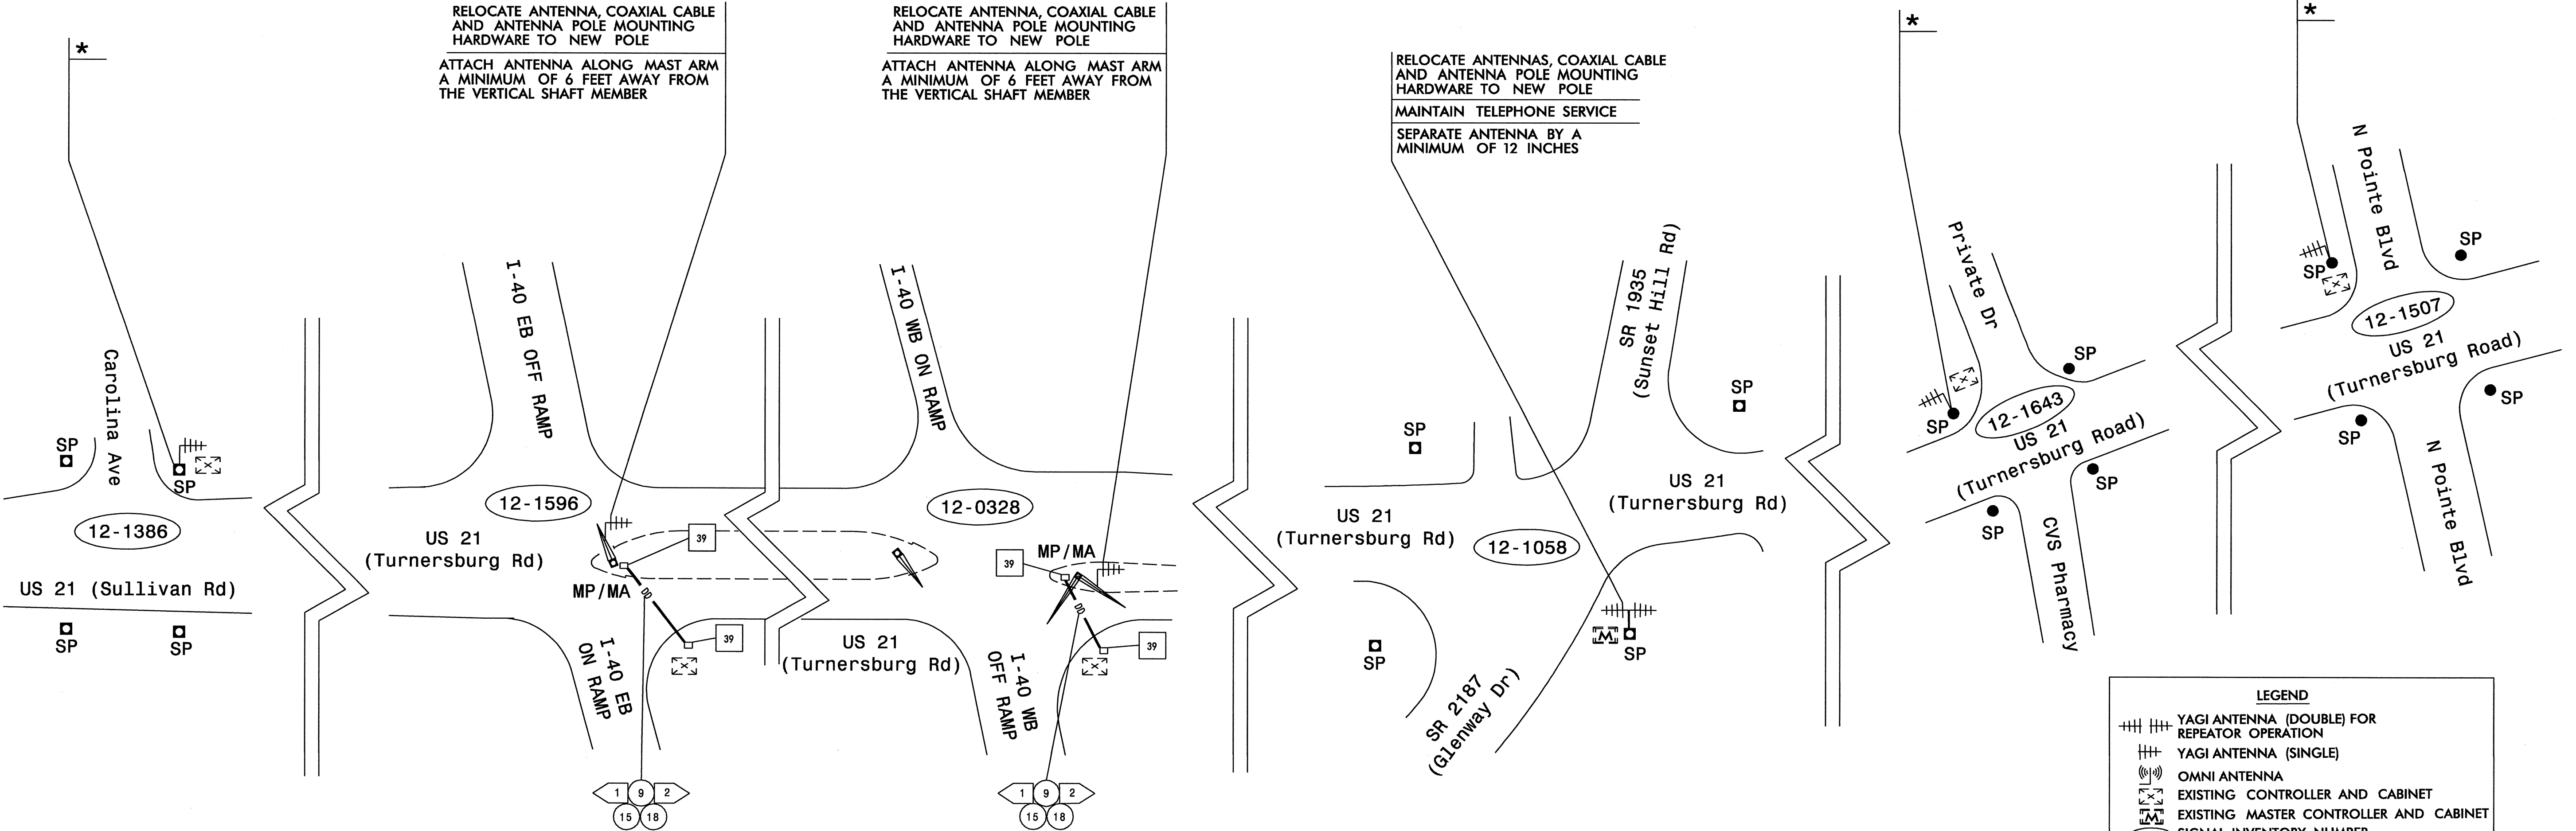 *
RELOCATE ANTENNA, COAXIAL CABLE
AND ANTENNA POLE MOUNTING
HARDWARE TO NEW POLE
ATTACH ANTENNA ALONG MAST ARM
A MINIMUM OF 6 FEET AWAY FROM
THE VERTICAL SHAFT MEMBER
RELOCATE ANTENNA, COAXIAL CABLE
AND ANTENNA POLE MOUNTING
HARDWARE TO NEW POLE
ATTACH ANTENNA ALONG MAST ARM
A MINIMUM OF 6 FEET AWAY FROM
THE VERTICAL SHAFT MEMBER
RELOCATE ANTENNAS, COAXIAL CABLE
AND ANTENNA POLE MOUNTING
HARDWARE TO NEW POLE
MAINTAIN TELEPHONE SERVICE
SEPARATE ANTENNA BY A
MINIMUM OF 12 INCHES
*
*
Carolina Ave
SP
SP
X
12-1386
US 21 (Sullivan Rd)
SP
SP
I-40 EB OFF RAMP
12-1596
US 21
(Turnersburg Rd)
39
MP/MA
39
X
I-40 EB
ON RAMP
1
9
2
15
18
I-40 WB ON RAMP
12-0328
39
MP/MA
US 21
(Turnersburg Rd)
39
X
I-40 WB
OFF RAMP
1
9
2
15
18
SR 1935
(Sunset Hill Rd)
SP
SP
US 21
(Turnersburg Rd)
US 21
(Turnersburg Rd)
12-1058
SP
M
SP
SR 2187
(Glenway Dr)
Private Dr
SP
X
SP
12-1643
US 21
(Turnersburg Road)
SP
SP
CVS Pharmacy
N Pointe Blvd
SP
SP
X
12-1507
US 21
(Turnersburg Road)
SP
SP
N Pointe Blvd
LEGEND
YAGI ANTENNA (DOUBLE) FOR
REPEATOR OPERATION
YAGI ANTENNA (SINGLE)
OMNI ANTENNA
X EXISTING CONTROLLER AND CABINET
M EXISTING MASTER CONTROLLER AND CABINET
SIGNAL INVENTORY NUMBER